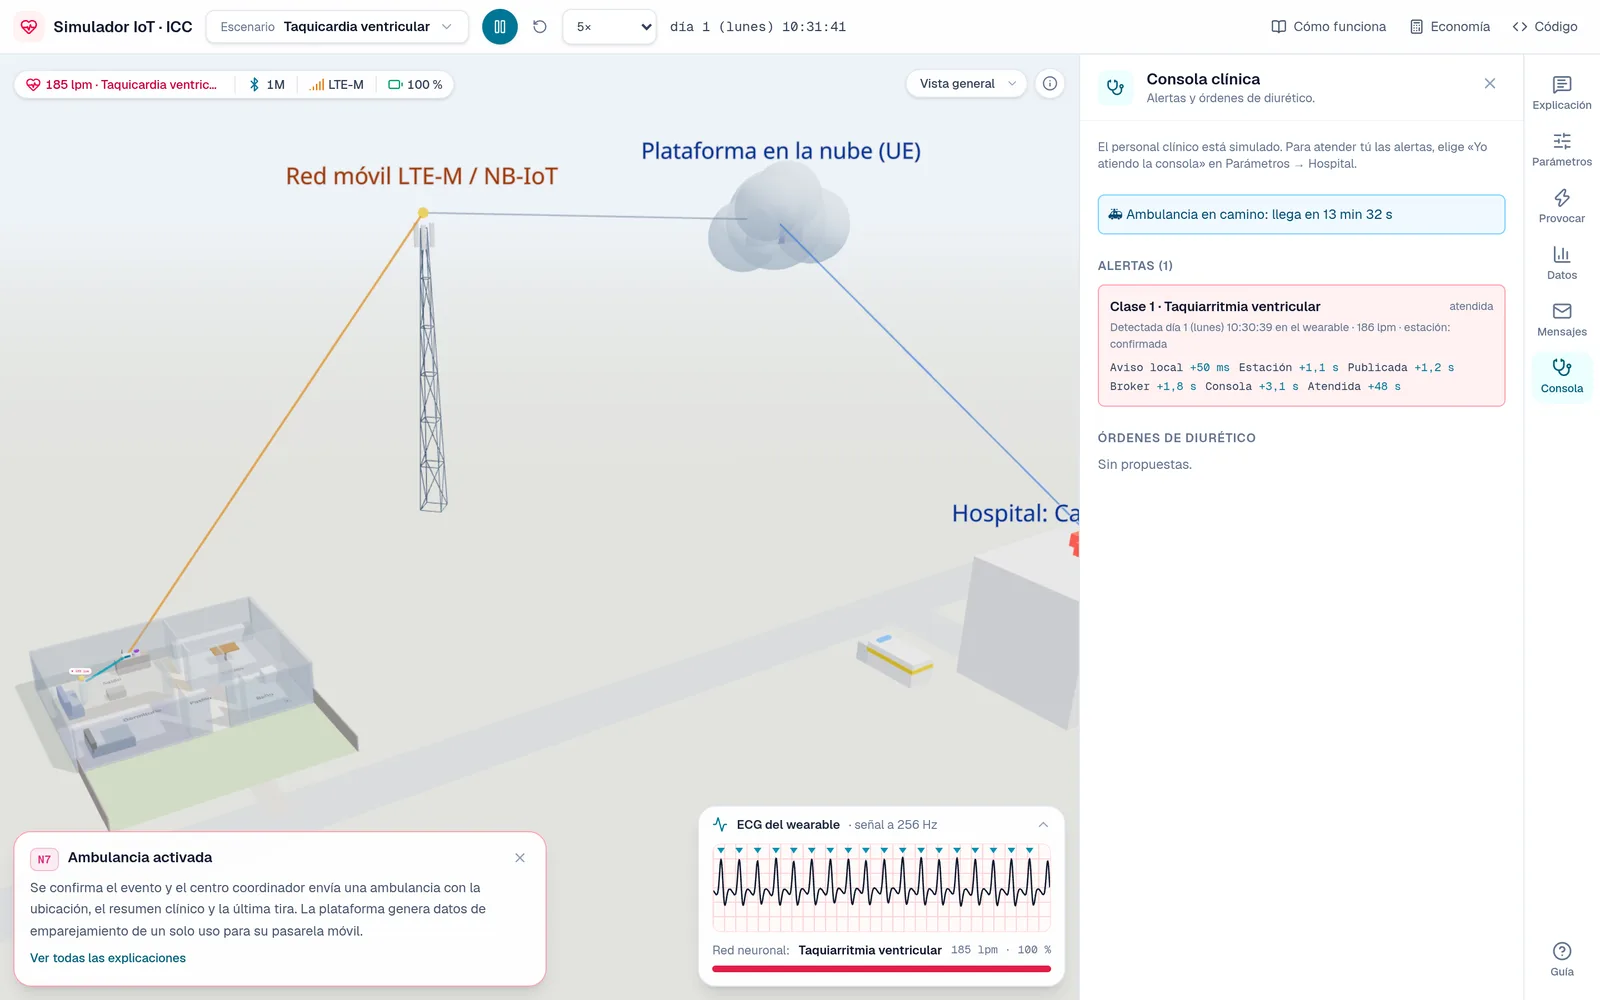 Simulador IoT · ICC
Escenario Taquicardia ventricular
5×
día 1 (lunes) 10:31:41
Cómo funciona
Economía
Código
185 lpm · Taquicardia ventric...
1M
LTE-M
100 %
Vista general
Red móvil LTE-M / NB-IoT
Plataforma en la nube (UE)
Hospital: Ca
N7 Ambulancia activada
Se confirma el evento y el centro coordinador envía una ambulancia con la
ubicación, el resumen clínico y la última tira. La plataforma genera datos de
emparejamiento de un solo uso para su pasarela móvil.
Ver todas las explicaciones
ECG del wearable · señal a 256 Hz
Red neuronal: Taquiarritmia ventricular 185 lpm · 100 %
Consola clínica
Alertas y órdenes de diurético.
El personal clínico está simulado. Para atender tú las alertas, elige «Yo
atiendo la consola» en Parámetros → Hospital.
Ambulancia en camino: llega en 13 min 32 s
ALERTAS (1)
Clase 1 · Taquiarritmia ventricular atendida
Detectada día 1 (lunes) 10:30:39 en el wearable · 186 lpm · estación:
confirmada
Aviso local +50 ms Estación +1,1 s Publicada +1,2 s
Broker +1,8 s Consola +3,1 s Atendida +48 s
ÓRDENES DE DIURÉTICO
Sin propuestas.
Explicación
Parámetros
Provocar
Datos
Mensajes
Consola
Guía